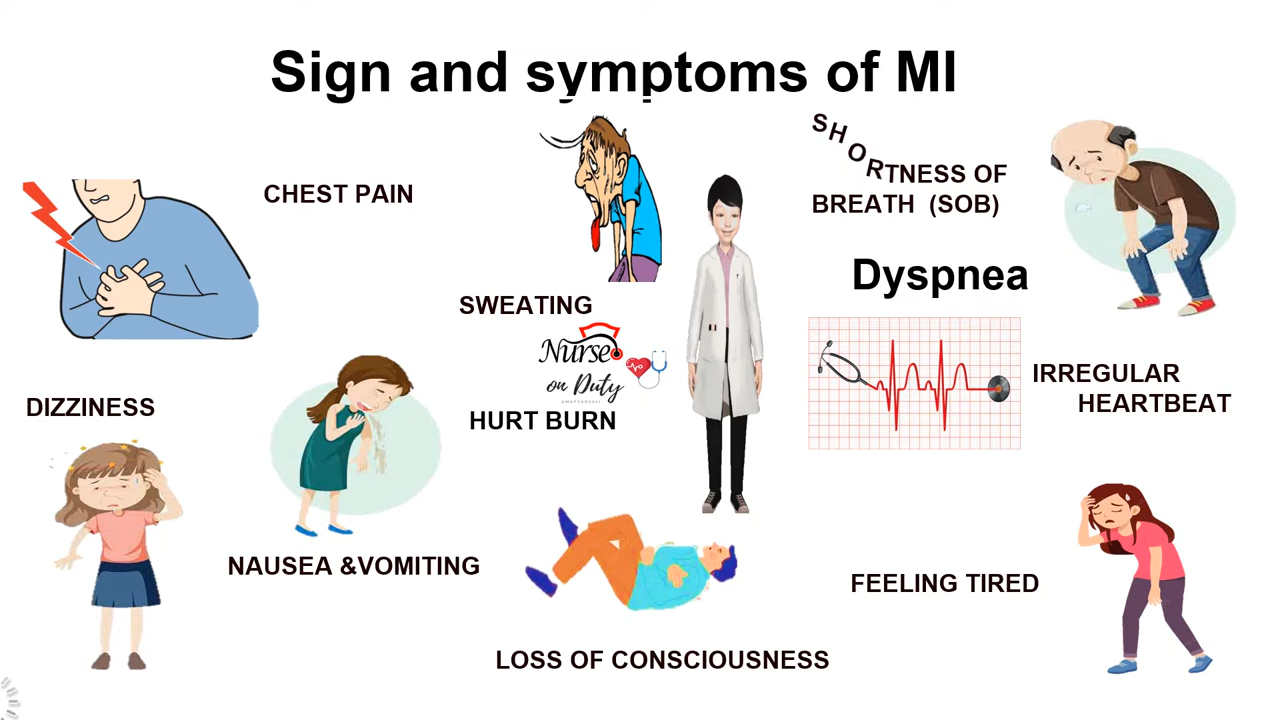 Sign and symptoms of MI
CHEST PAIN
SHORTNESS OF
BREATH (SOB)
Dyspnea
SWEATING
Nurse
on Duty
HURT BURN
IRREGULAR
HEARTBEAT
DIZZINESS
NAUSEA &VOMITING
FEELING TIRED
LOSS OF CONSCIOUSNESS